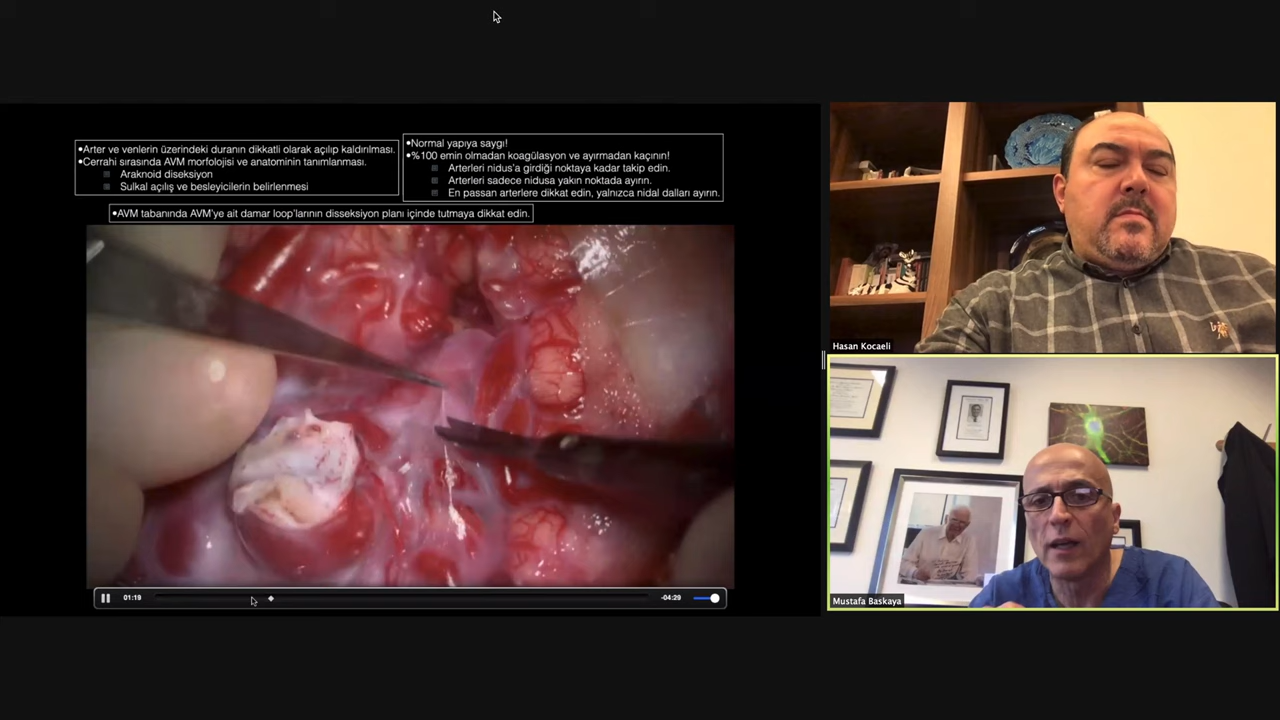 •Arter ve venlerin üzerindeki duranın dikkatli olarak açılıp kaldırılması.
•Cerrahi sırasında AVM morfolojisi ve anatominin tanımlanması.
Araknoid diseksiyon
Sulkal açılış ve besleyicilerin belirlenmesi
•Normal yapıya saygı!
•%100 emin olmadan koagülasyon ve ayırmadan kaçının!
Arterleri nidus'a girdiği noktaya kadar takip edin.
Arterleri sadece nidusa yakın noktada ayırın.
En passan arterlere dikkat edin, yalnızca nidal dalları ayırın.
•AVM tabanında AVM'ye ait damar loop'larının disseksiyon planı içinde tutmaya dikkat edin.
01:19
-04:29
Hasan Kocaeli
Mustafa Baskaya